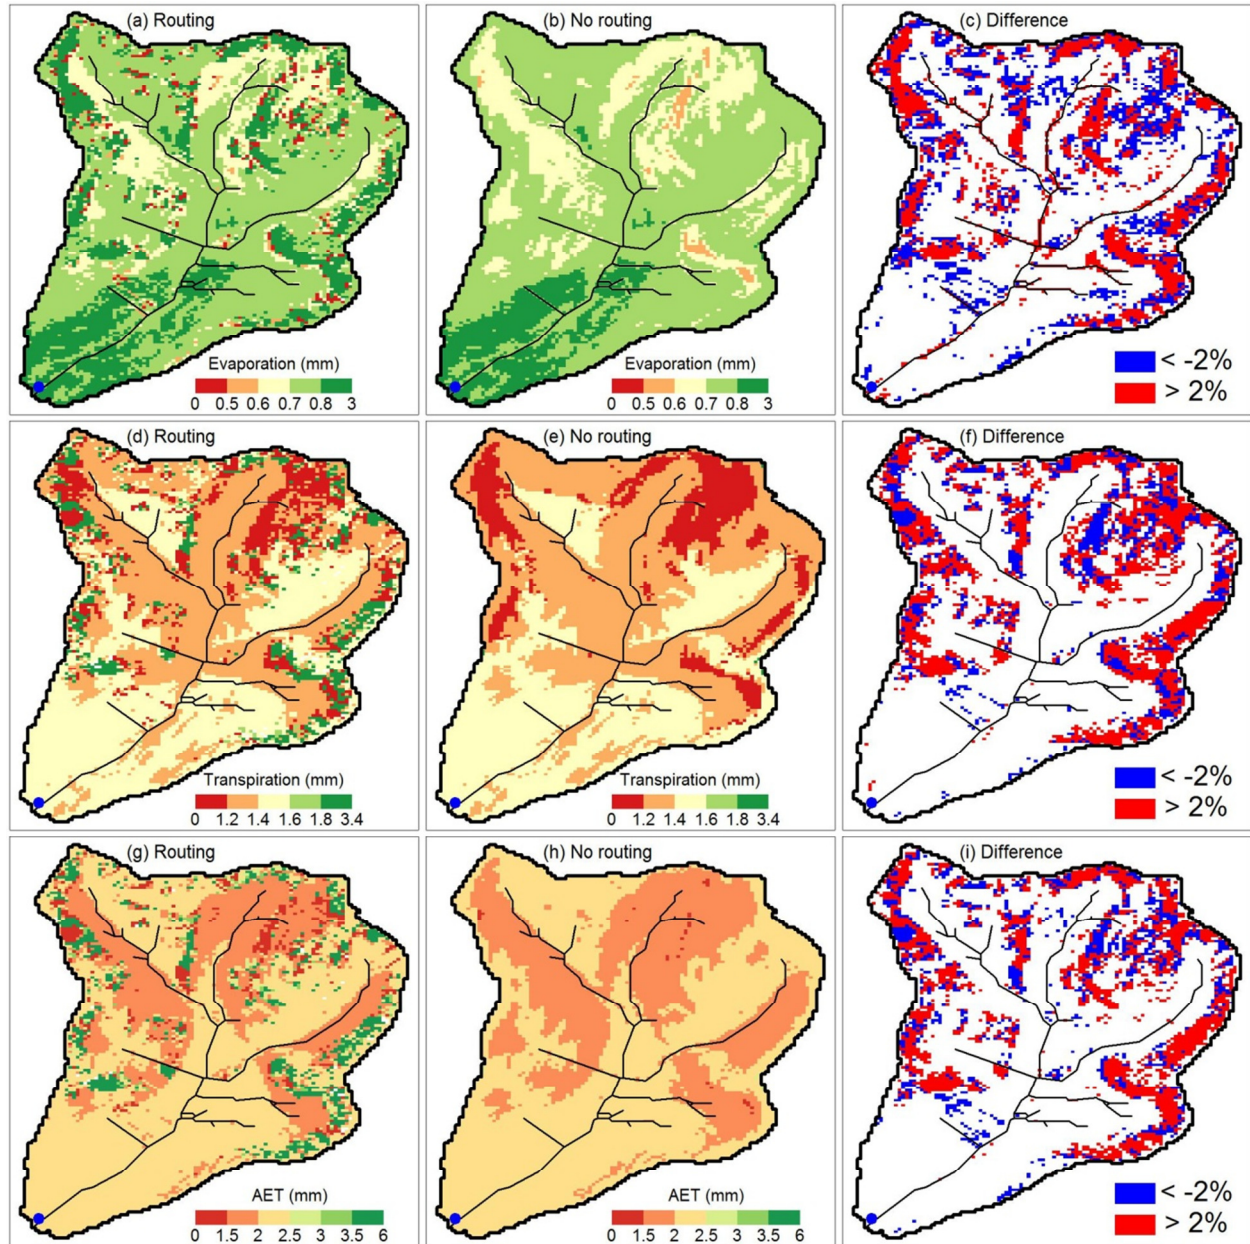 (a) Routing
(b) No routing
(c) Difference
Evaporation (mm)
0 0.5 0.6 0.7 0.8 3
Evaporation (mm)
0 0.5 0.6 0.7 0.8 3
< -2%
> 2%
(d) Routing
(e) No routing
(f) Difference
Transpiration (mm)
0 1.2 1.4 1.6 1.8 3.4
Transpiration (mm)
0 1.2 1.4 1.6 1.8 3.4
< -2%
> 2%
(g) Routing
(h) No routing
(i) Difference
AET (mm)
0 1.5 2 2.5 3 3.5 6
AET (mm)
0 1.5 2 2.5 3 3.5 6
< -2%
> 2%